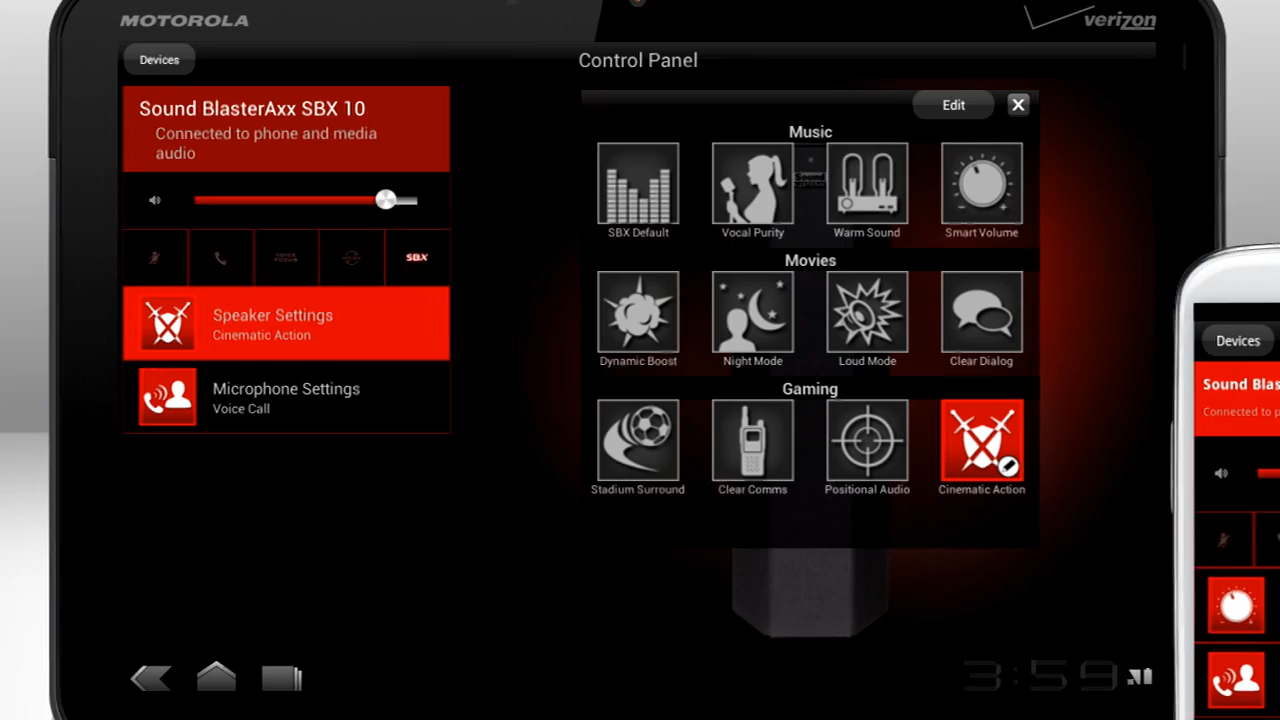 MOTOROLA
verizon
Devices
Control Panel
Sound BlasterAxx SBX 10
Connected to phone and media
audio
Edit
Music
SBX Default
Vocal Purity
Warm Sound
Smart Volume
VOICE
FOCUS
SBX
Movies
Speaker Settings
Cinematic Action
Dynamic Boost
Night Mode
Loud Mode
Clear Dialog
Microphone Settings
Voice Call
Gaming
Stadium Surround
Clear Comms
Positional Audio
Cinematic Action
3:59
Devices
Sound Blas
Connected to p